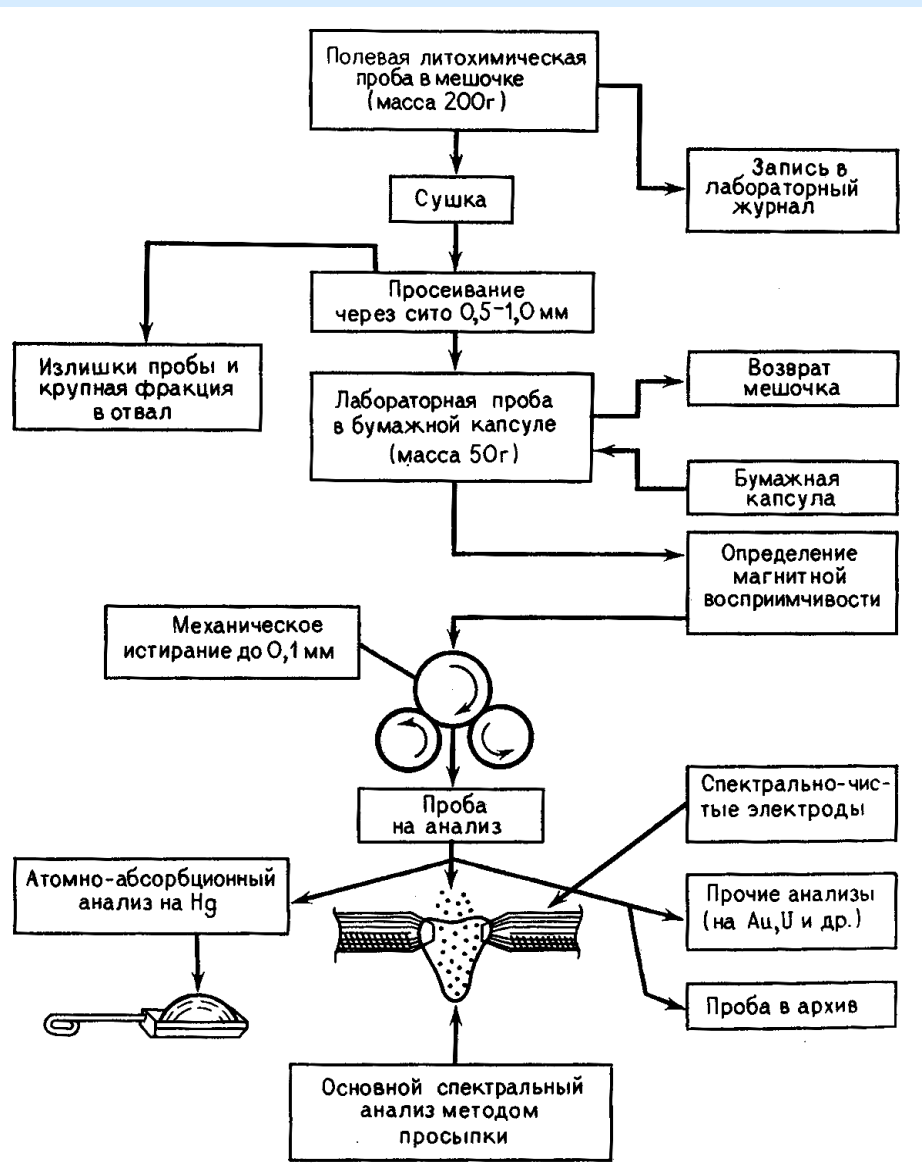 Полевая литохимическая
проба в мешочке
(масса 200г)
Запись в
лабораторный
журнал
Сушка
Просеивание
через сито 0,5-1,0 мм
Излишки пробы и
крупная фракция
в отвал
Лабораторная проба
в бумажной капсуле
(масса 50г)
Возврат
мешочка
Бумажная
капсула
Определение
магнитной
восприимчивости
Механическое
истирание до 0,1 мм
Проба
на анализ
Спектрально-чис-
тые электроды
Атомно-абсорбционный
анализ на Hg
Прочие анализы
(на Au, U и др.)
Проба в архив
Основной спектральный
анализ методом
просыпки